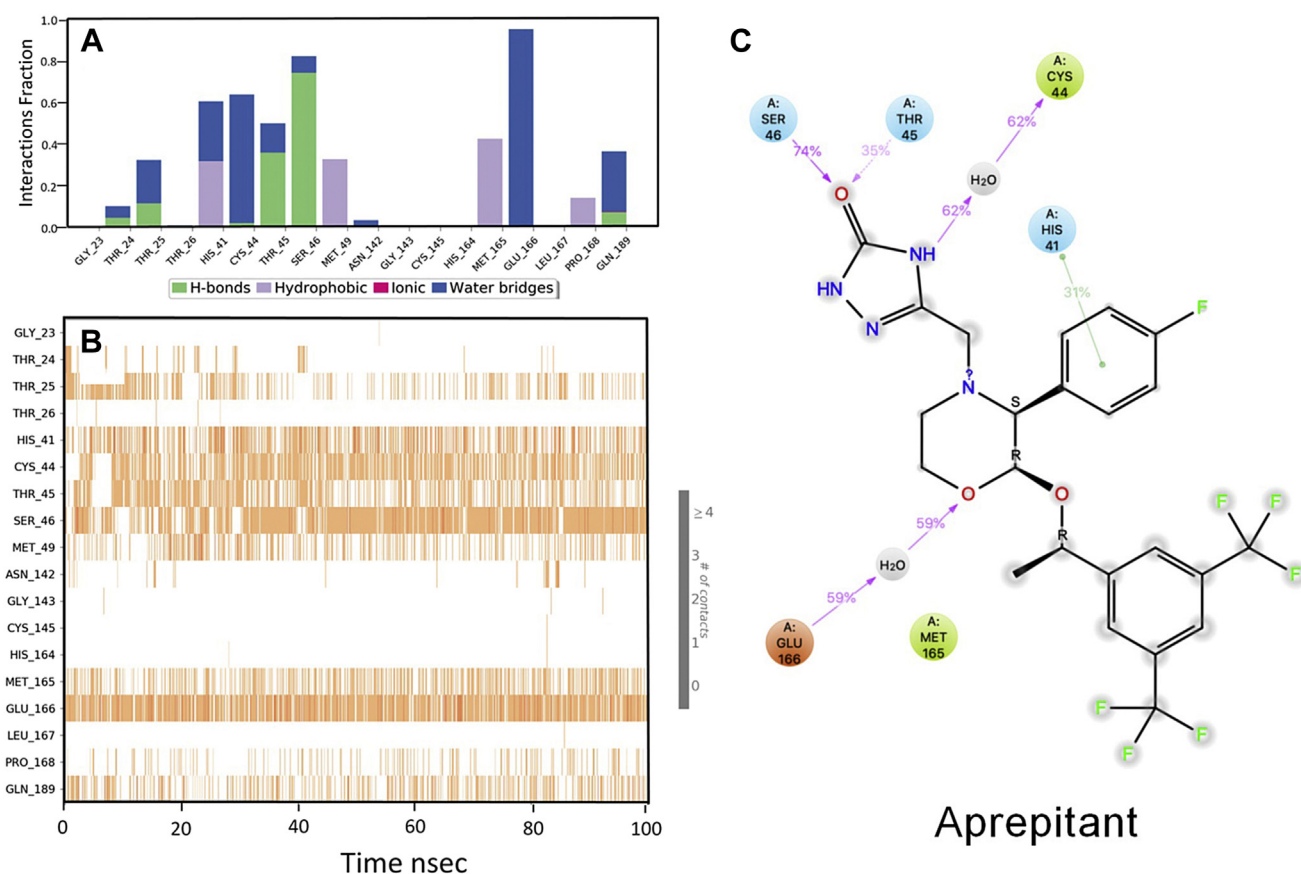 A
Interactions Fraction
1.0
0.8
0.6
0.4
0.2
0.0
GLY_23
THR_24
THR_25
THR_26
HIS_41
CYS_44
THR_45
SER_46
MET_49
ASN_142
GLY_143
CYS_145
HIS_164
MET_165
GLU_166
LEU_167
PRO_168
GLN_189
H-bonds Hydrophobic Ionic Water bridges
B
GLY_23
THR_24
THR_25
THR_26
HIS_41
CYS_44
THR_45
SER_46
MET_49
ASN_142
GLY_143
CYS_145
HIS_164
MET_165
GLU_166
LEU_167
PRO_168
GLN_189
0 20 40 60 80 100
Time nsec
≥4
3
2
1
0
# of contacts
C
A:
CYS
44
A:
SER
46
A:
THR
45
74%
35%
62%
H₂O
62%
O
A:
HIS
41
NH
HN
N
31%
F
N
?
S
R
O
O
59%
H₂O
59%
R
F
F
F
A:
GLU
166
A:
MET
165
F
F
F
Aprepitant